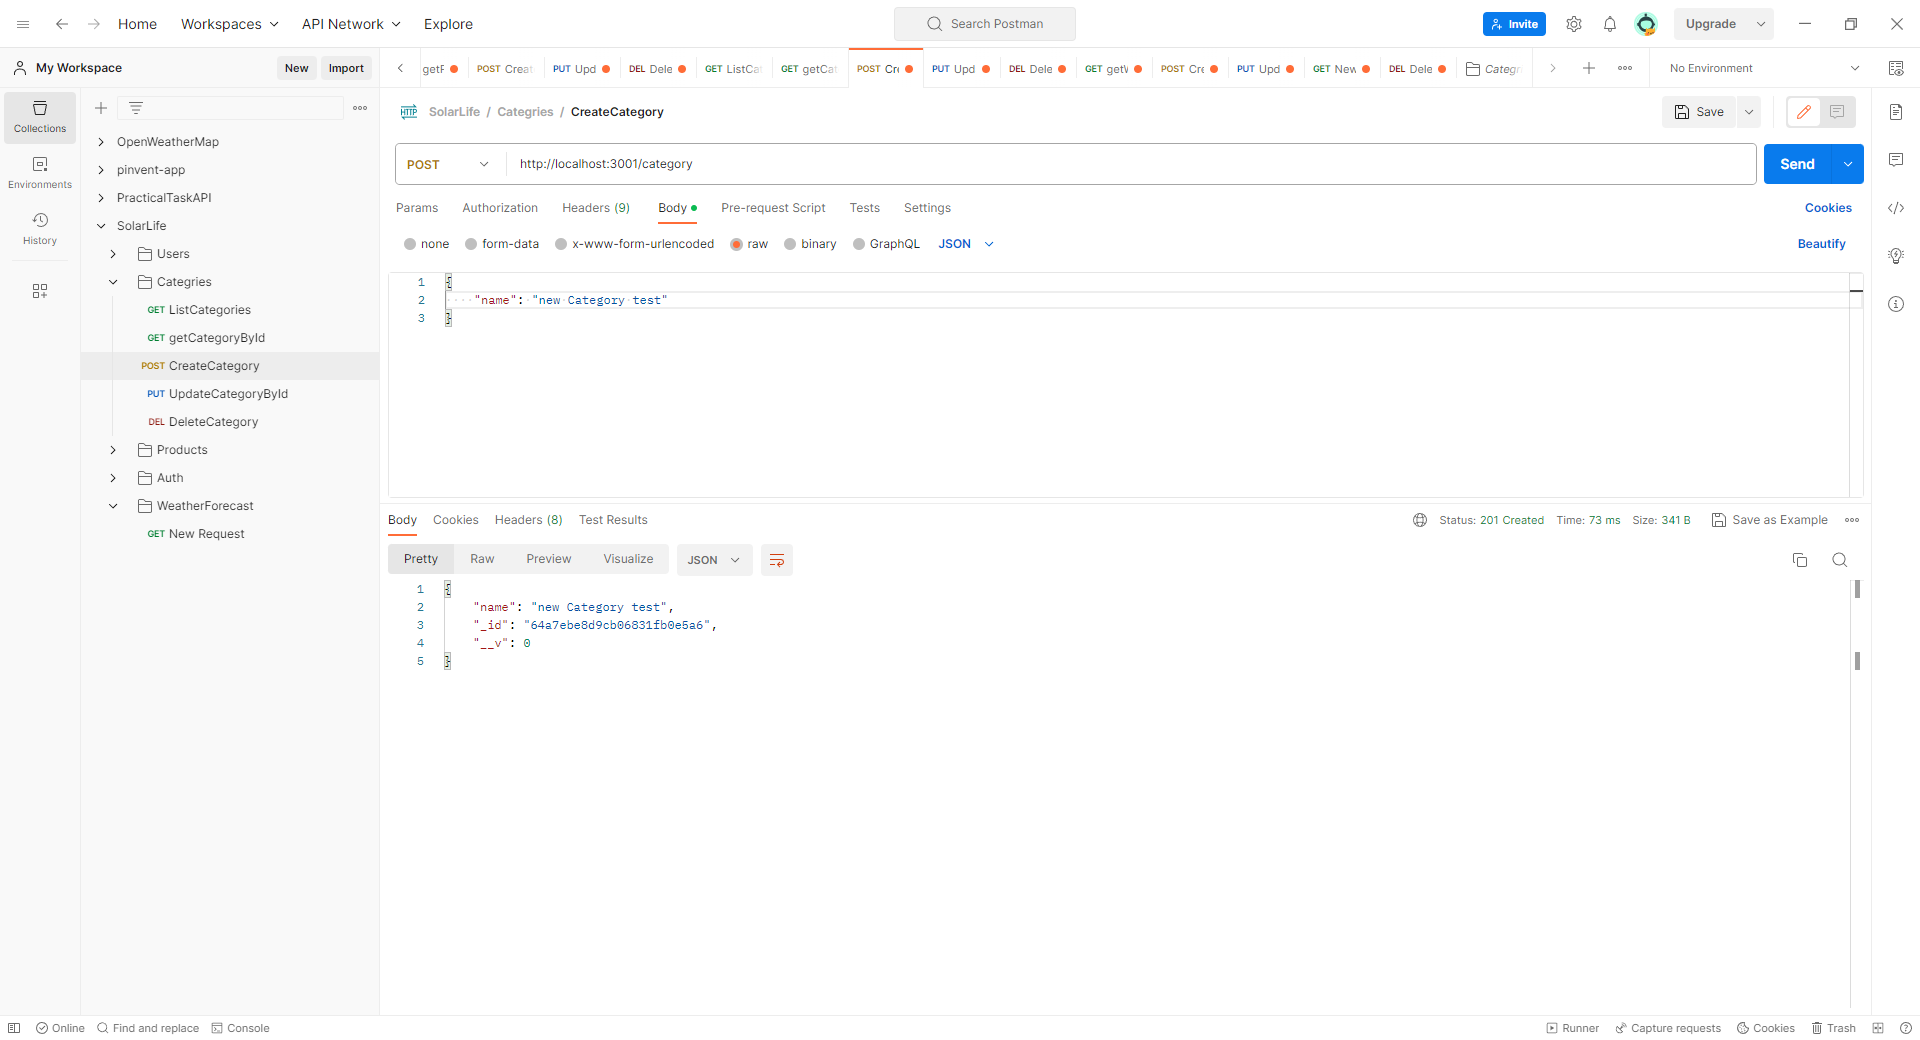 Home Workspaces API Network Explore Search Postman Invite Upgrade
My Workspace New Import
getF POST Creat PUT Upd DEL Dele GET ListCat GET getCat POST Cre PUT Upd DEL Dele GET getV POST Cre PUT Upd GET New DEL Dele Categri No Environment
Collections
Environments
History
OpenWeatherMap
pinvent-app
PracticalTaskAPI
SolarLife
Users
Categries
GET ListCategories
GET getCategoryById
POST CreateCategory
PUT UpdateCategoryById
DEL DeleteCategory
Products
Auth
WeatherForecast
GET New Request
HTTP SolarLife / Categries / CreateCategory Save
POST http://localhost:3001/category Send
Params Authorization Headers (9) Body Pre-request Script Tests Settings Cookies
none form-data x-www-form-urlencoded raw binary GraphQL JSON Beautify
1 {
2 "name": "new Category test"
3 }
Body Cookies Headers (8) Test Results Status: 201 Created Time: 73 ms Size: 341 B Save as Example
Pretty Raw Preview Visualize JSON
1 {
2 "name": "new Category test",
3 "_id": "64a7ebe8d9cb06831fb0e5a6",
4 "__v": 0
5 }
Online Find and replace Console Runner Capture requests Cookies Trash